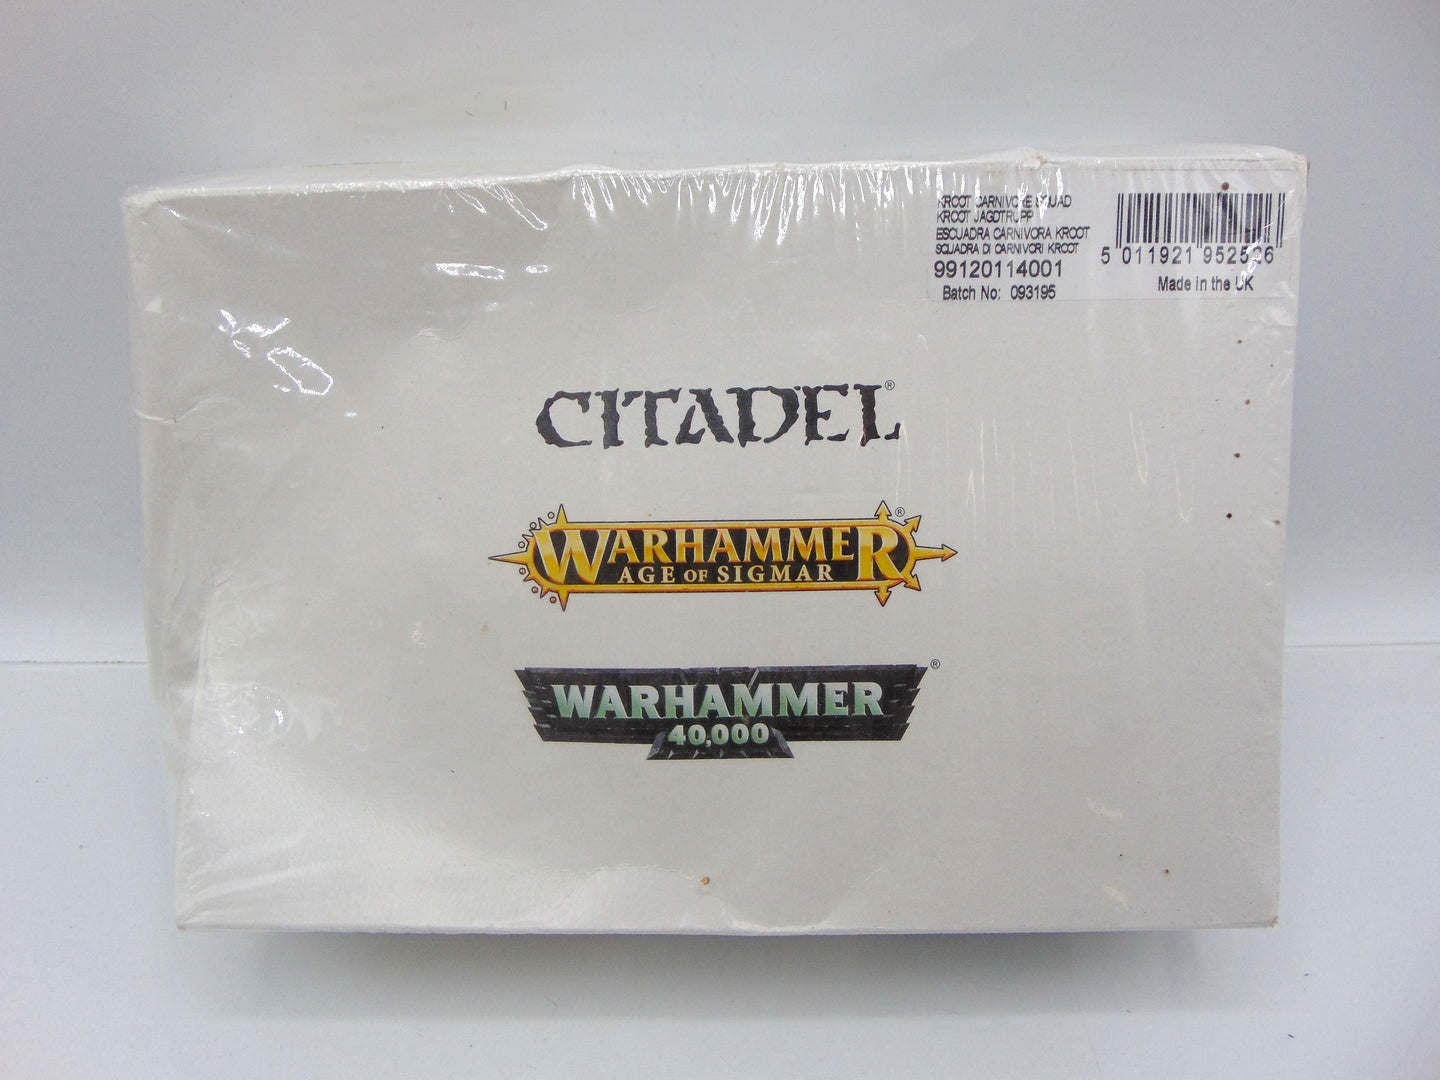 KROOT CARNIVORE SQUAD
KROOT JAGDTRUPP
ESCUADRA CARNIVORA KROOT
SQUADRA DI CARNIVORI KROOT
99120114001
Batch No: 093195
5 011921 952526
Made in the UK
CITADEL®
WARHAMMER®
AGE OF SIGMAR
WARHAMMER®
40,000